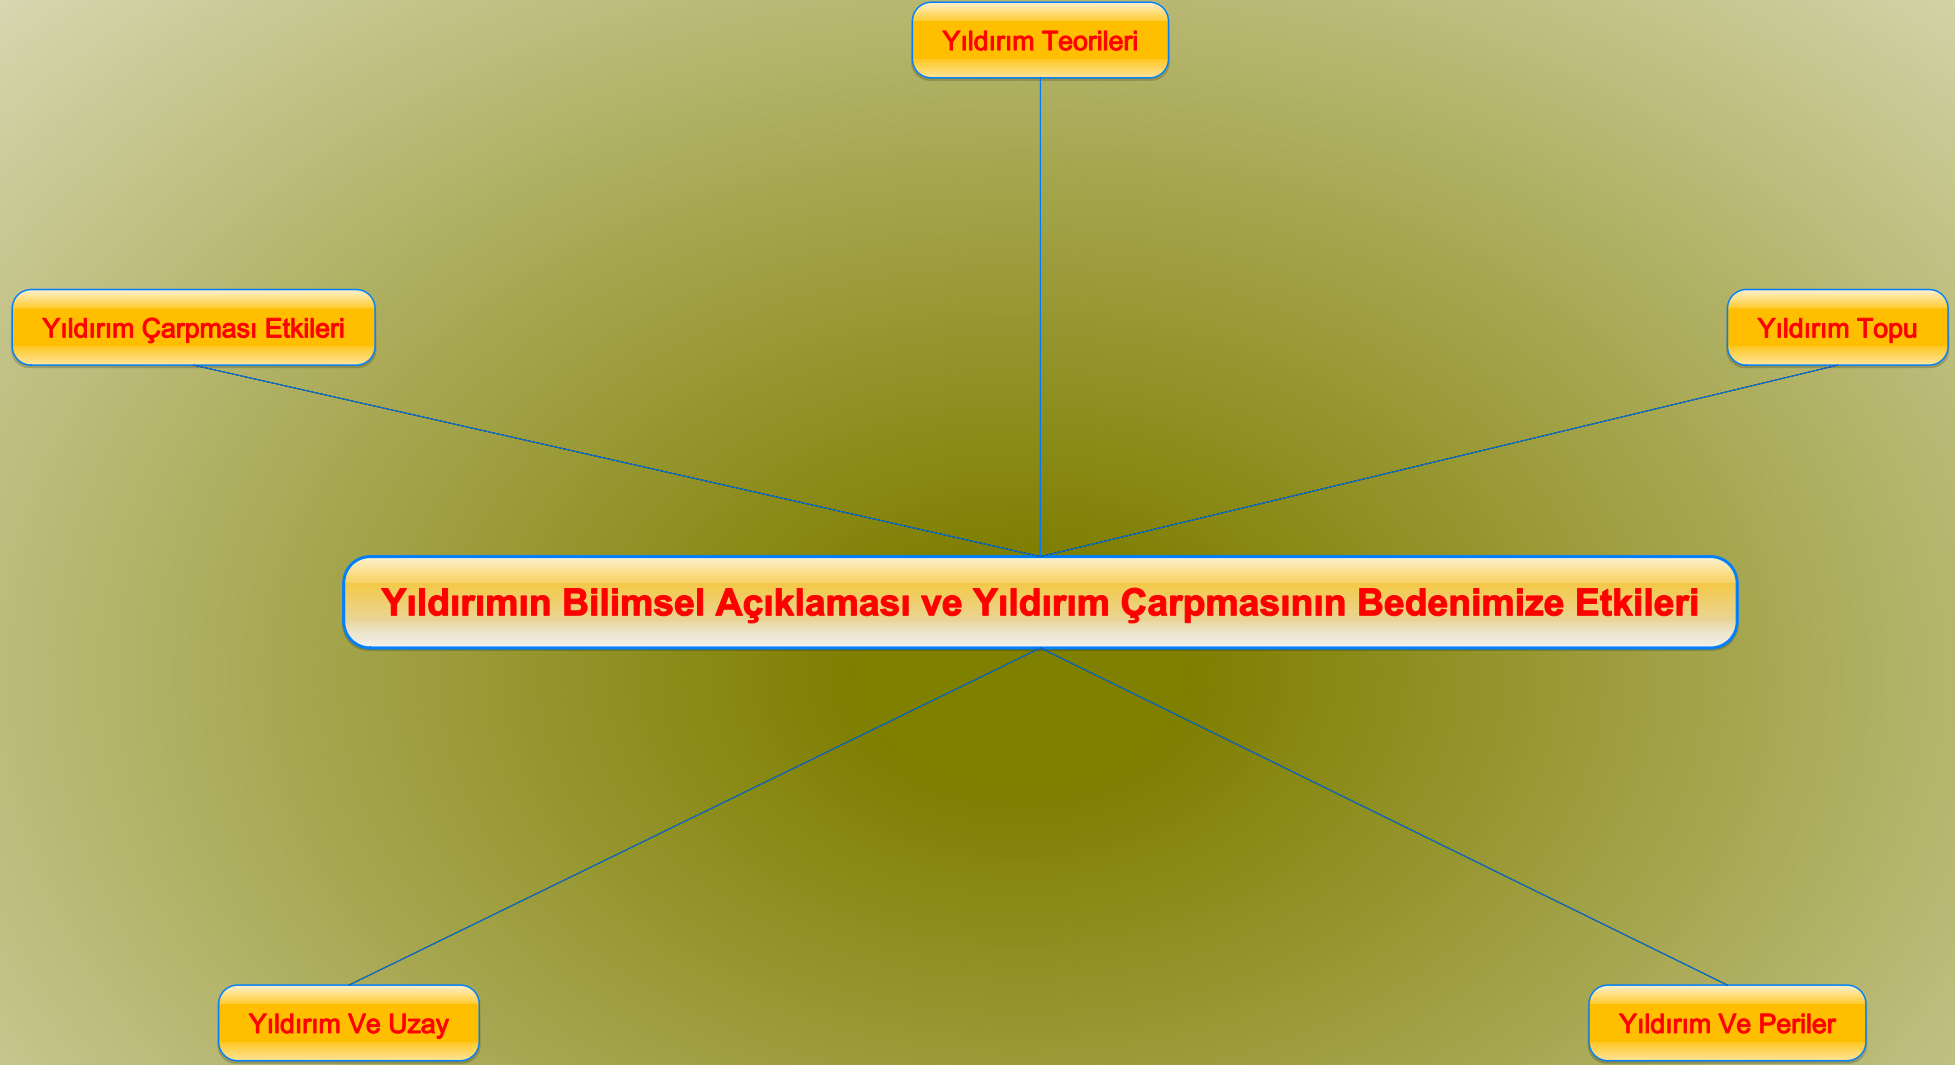 Yıldırım Teorileri
Yıldırım Çarpması Etkileri
Yıldırım Topu
Yıldırımın Bilimsel Açıklaması ve Yıldırım Çarpmasının Bedenimize Etkileri
Yıldırım Ve Uzay
Yıldırım Ve Periler